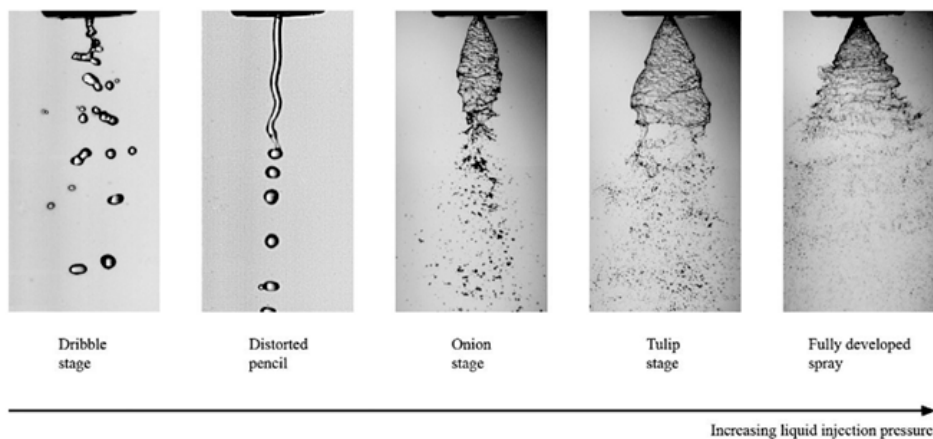 Dribble
stage
Distorted
pencil
Onion
stage
Tulip
stage
Fully developed
spray
Increasing liquid injection pressure